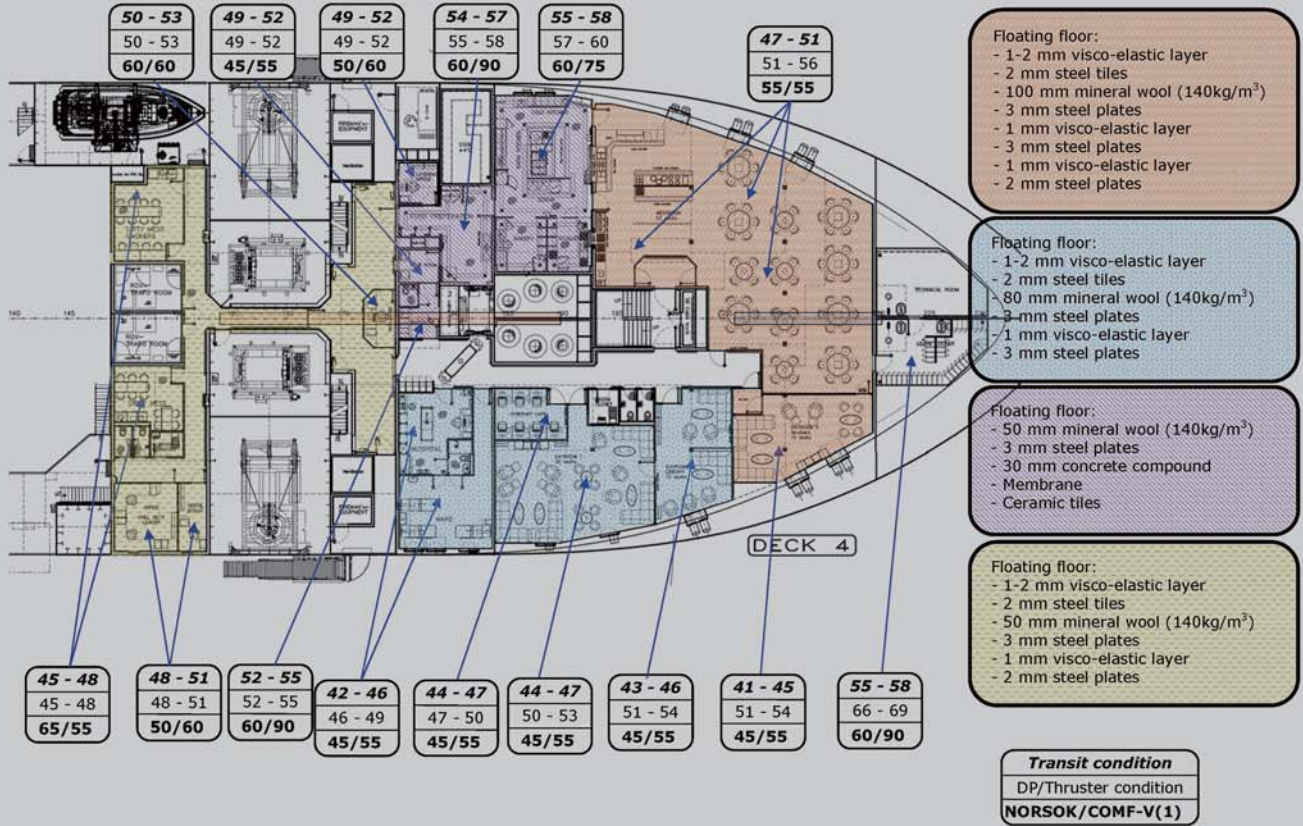 50 - 53
50 - 53
60/60
49 - 52
49 - 52
45/55
49 - 52
49 - 52
50/60
54 - 57
55 - 58
60/90
55 - 58
57 - 60
60/75
47 - 51
51 - 56
55/55
Floating floor:
- 1-2 mm visco-elastic layer
- 2 mm steel tiles
- 100 mm mineral wool (140kg/m³)
- 3 mm steel plates
- 1 mm visco-elastic layer
- 3 mm steel plates
- 1 mm visco-elastic layer
- 2 mm steel plates
Floating floor:
- 1-2 mm visco-elastic layer
- 2 mm steel tiles
- 80 mm mineral wool (140kg/m³)
- 3 mm steel plates
- 1 mm visco-elastic layer
- 3 mm steel plates
Floating floor:
- 50 mm mineral wool (140kg/m³)
- 3 mm steel plates
- 30 mm concrete compound
- Membrane
- Ceramic tiles
Floating floor:
- 1-2 mm visco-elastic layer
- 2 mm steel tiles
- 50 mm mineral wool (140kg/m³)
- 3 mm steel plates
- 1 mm visco-elastic layer
- 2 mm steel plates
TECHNICAL ROOM
140
145
HOSPITAL
DECK 4
45 - 48
45 - 48
65/55
48 - 51
48 - 51
50/60
52 - 55
52 - 55
60/90
42 - 46
46 - 49
45/55
44 - 47
47 - 50
45/55
44 - 47
50 - 53
45/55
43 - 46
51 - 54
45/55
41 - 45
51 - 54
45/55
55 - 58
66 - 69
60/90
Transit condition
DP/Thruster condition
NORSOK/COMF-V(1)